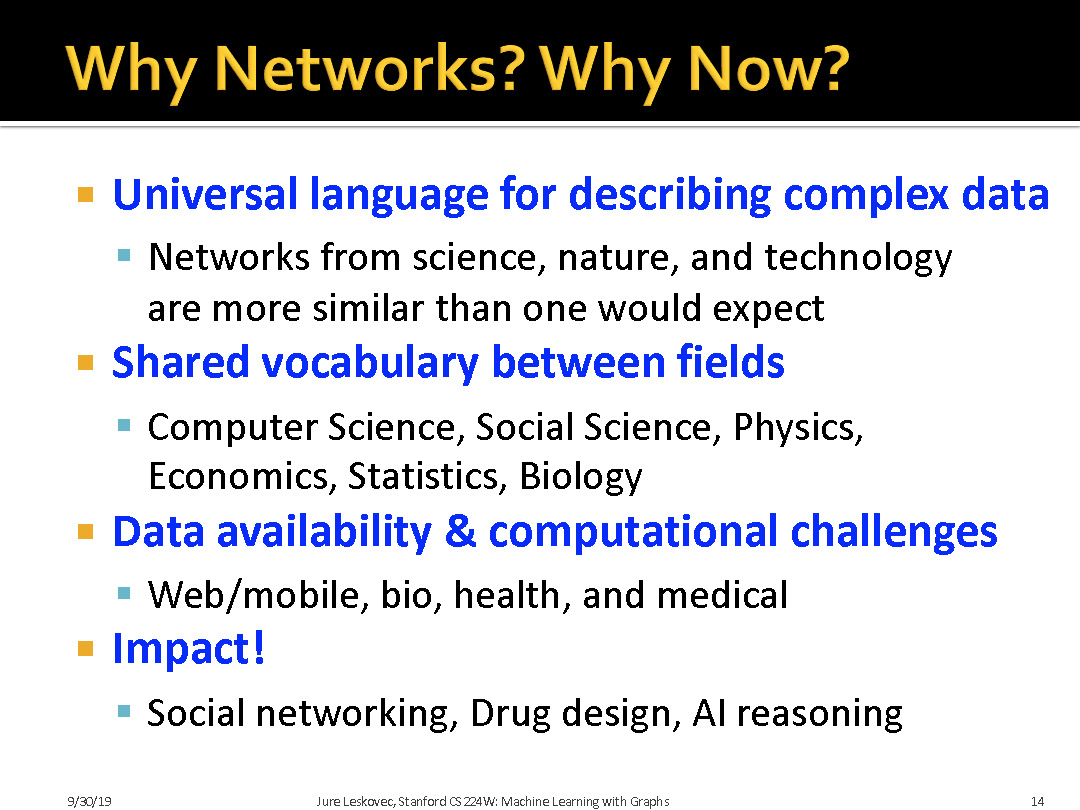 Why Networks? Why Now?
Universal language for describing complex data
Networks from science, nature, and technology
are more similar than one would expect
Shared vocabulary between fields
Computer Science, Social Science, Physics,
Economics, Statistics, Biology
Data availability & computational challenges
Web/mobile, bio, health, and medical
Impact!
Social networking, Drug design, AI reasoning
9/30/19
Jure Leskovec, Stanford CS224W: Machine Learning with Graphs
14